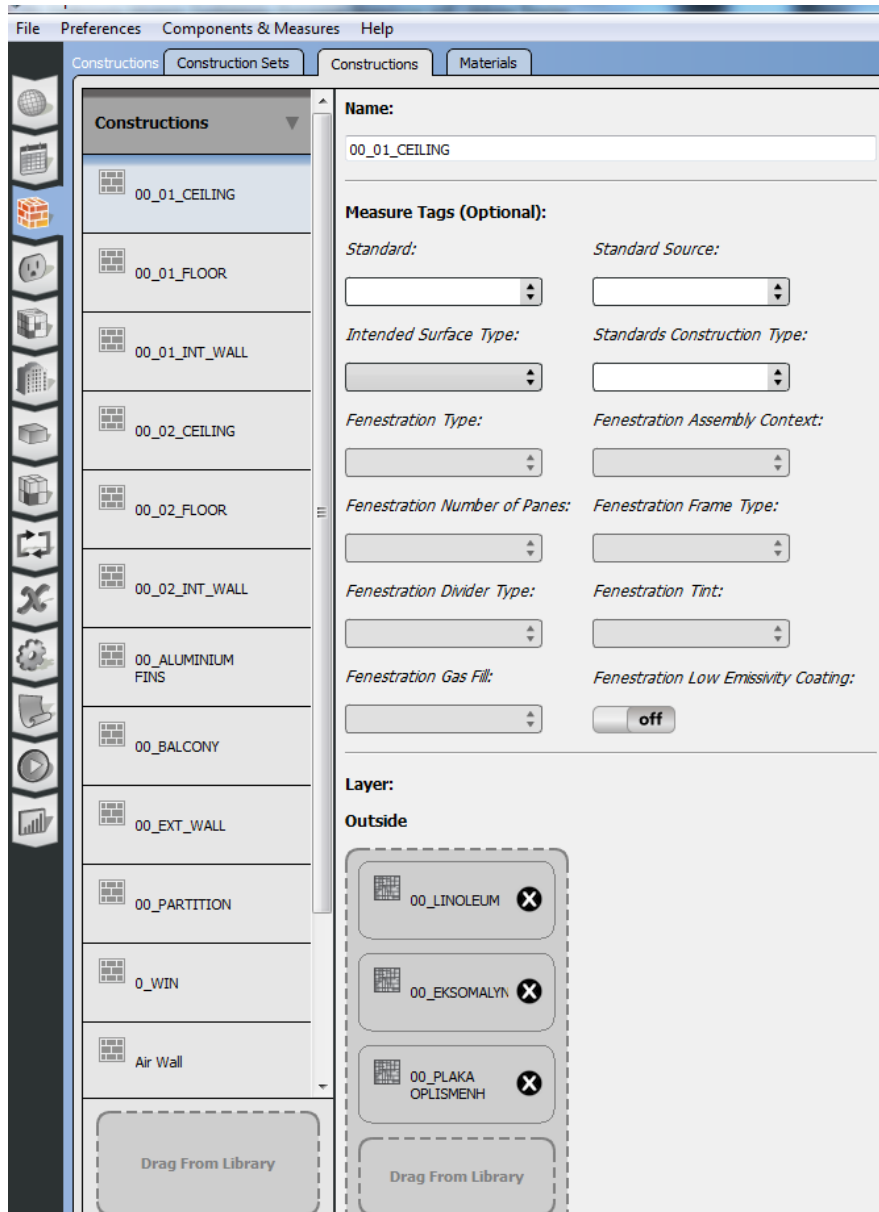 File Preferences Components & Measures Help
Constructions Construction Sets Constructions Materials
Constructions
00_01_CEILING
00_01_FLOOR
00_01_INT_WALL
00_02_CEILING
00_02_FLOOR
00_02_INT_WALL
00_ALUMINIUM
FINS
00_BALCONY
00_EXT_WALL
00_PARTITION
0_WIN
Air Wall
Drag From Library
Name:
00_01_CEILING
Measure Tags (Optional):
Standard: Standard Source:
Intended Surface Type: Standards Construction Type:
Fenestration Type: Fenestration Assembly Context:
Fenestration Number of Panes: Fenestration Frame Type:
Fenestration Divider Type: Fenestration Tint:
Fenestration Gas Fill: Fenestration Low Emissivity Coating:
off
Layer:
Outside
00_LINOLEUM
00_EKSOMALYN
00_PLAKA
OPLISMENH
Drag From Library